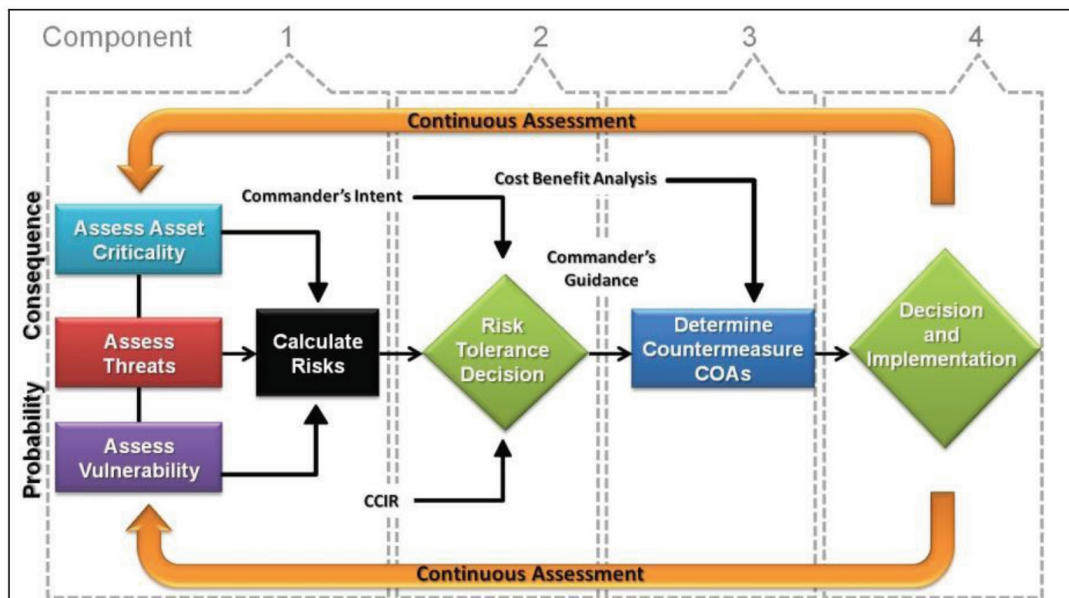 Component 1 2 3 4
Continuous Assessment
Cost Benefit Analysis
Commander's Intent
Consequence
Assess Asset
Criticality
Commander's
Guidance
Assess
Threats
Calculate
Risks
Risk
Tolerance
Decision
Determine
Countermeasure
COAs
Decision
and
Implementation
Probability
Assess
Vulnerability
CCIR
Continuous Assessment